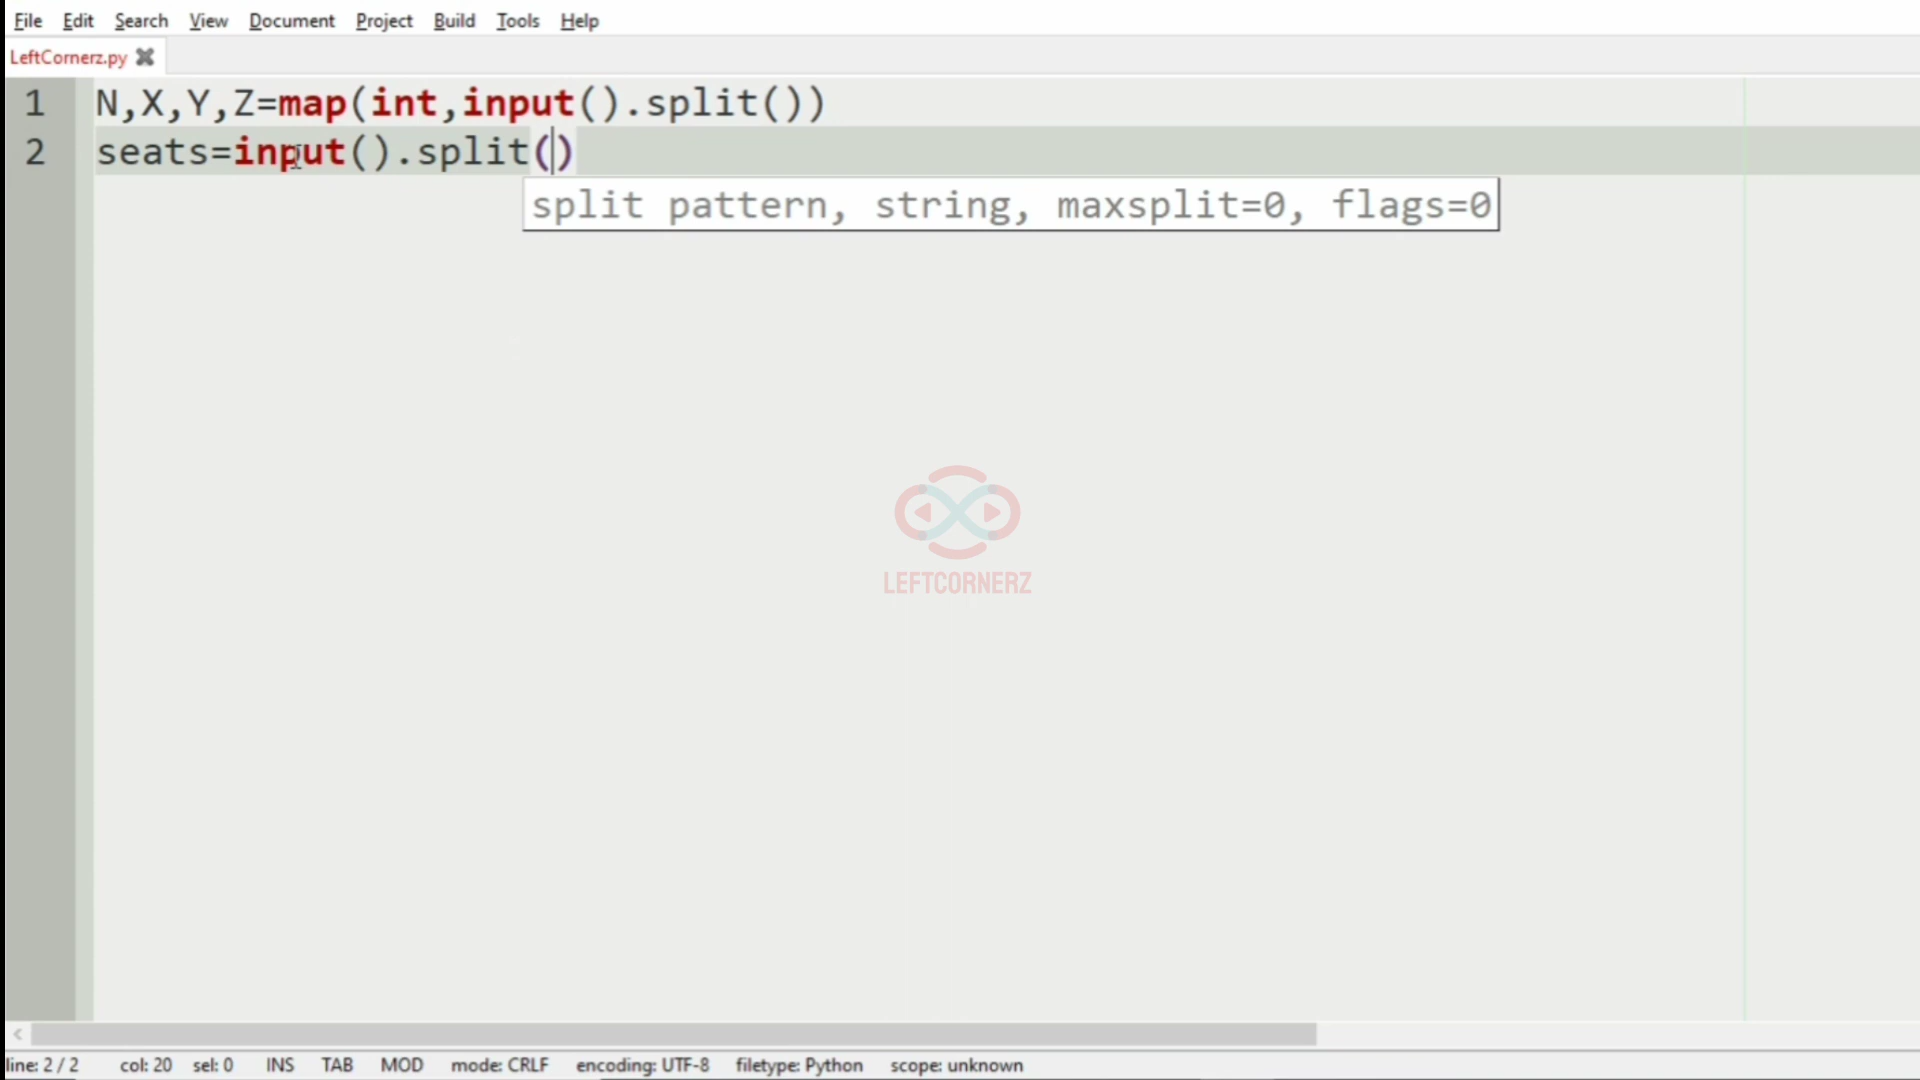 File Edit Search View Document Project Build Tools Help
LeftCornerz.py
1 N,X,Y,Z=map(int,input().split())
2 seats=input().split()
split pattern, string, maxsplit=0, flags=0
LEFTCORNERZ
line: 2 / 2 col: 20 sel: 0 INS TAB MOD mode: CRLF encoding: UTF-8 filetype: Python scope: unknown